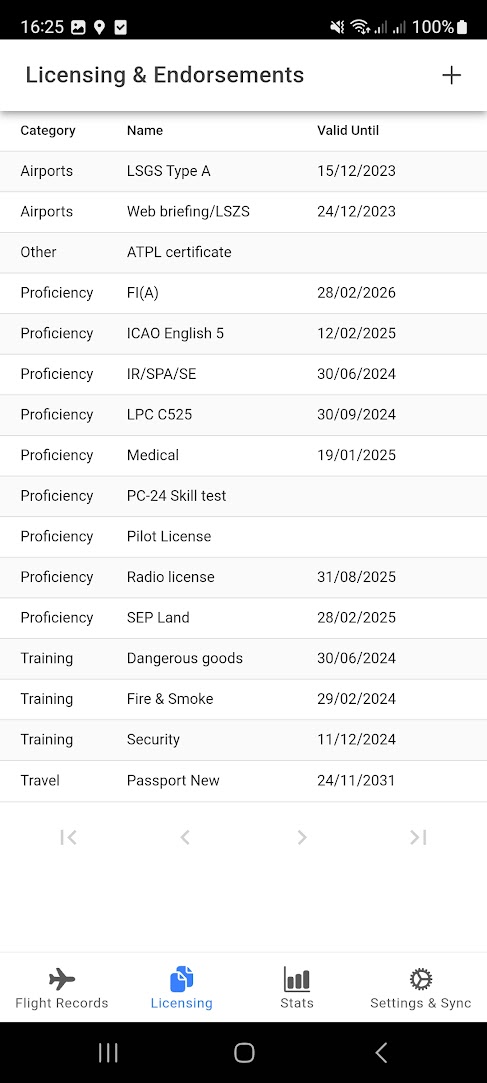 16:25 100%
Licensing & Endorsements
Category Name Valid Until
Airports LSGS Type A 15/12/2023
Airports Web briefing/LSZS 24/12/2023
Other ATPL certificate
Proficiency FI(A) 28/02/2026
Proficiency ICAO English 5 12/02/2025
Proficiency IR/SPA/SE 30/06/2024
Proficiency LPC C525 30/09/2024
Proficiency Medical 19/01/2025
Proficiency PC-24 Skill test
Proficiency Pilot License
Proficiency Radio license 31/08/2025
Proficiency SEP Land 28/02/2025
Training Dangerous goods 30/06/2024
Training Fire & Smoke 29/02/2024
Training Security 11/12/2024
Travel Passport New 24/11/2031
Flight Records Licensing Stats Settings & Sync